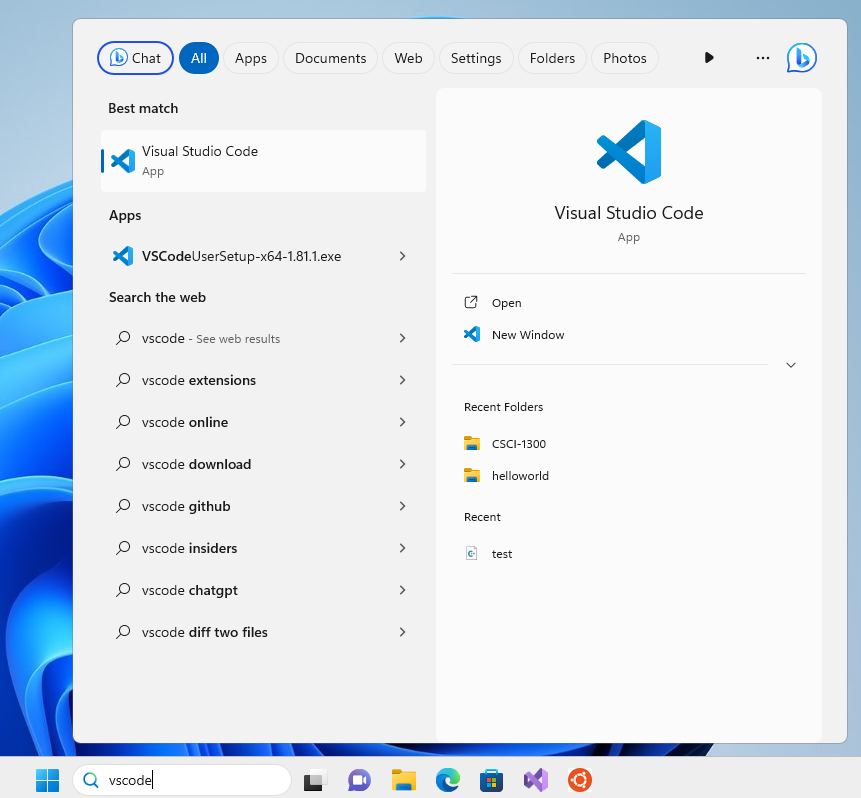 Chat
All
Apps
Documents
Web
Settings
Folders
Photos
Best match
Visual Studio Code
App
Apps
VSCodeUserSetup-x64-1.81.1.exe
Search the web
vscode - See web results
vscode extensions
vscode online
vscode download
vscode github
vscode insiders
vscode chatgpt
vscode diff two files
Visual Studio Code
App
Open
New Window
Recent Folders
CSCI-1300
helloworld
Recent
test
vscode